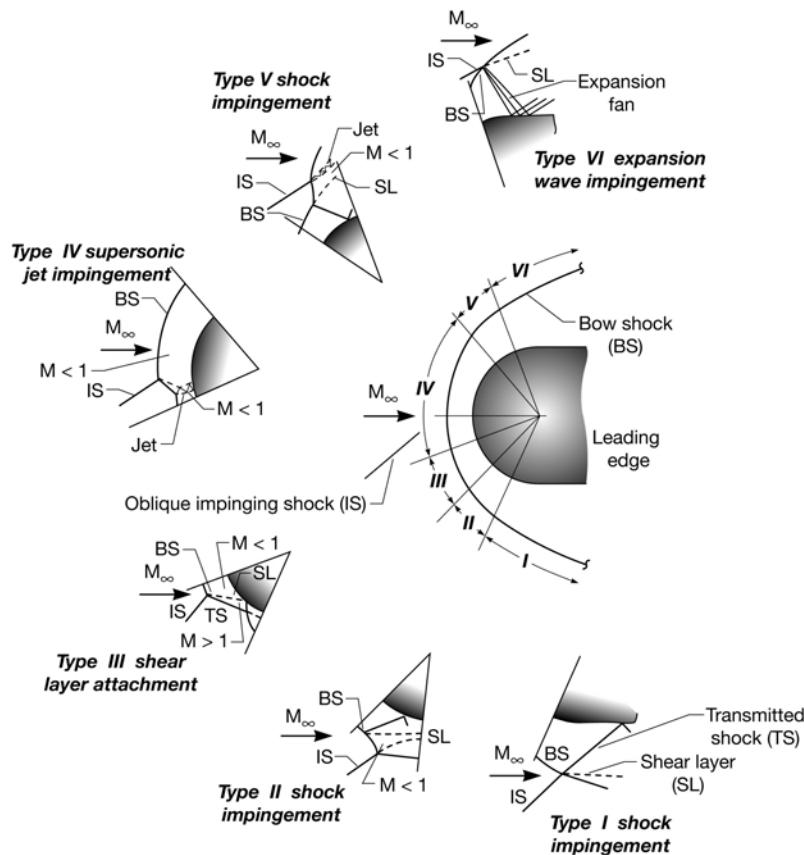 M∞
IS
SL
BS
Expansion
fan
Type VI expansion
wave impingement
Type V shock
impingement
Jet
M∞
M < 1
IS
SL
BS
Type IV supersonic
jet impingement
BS
M∞
M < 1
IS
M < 1
Jet
VI
V
IV
III
II
I
Bow shock
(BS)
M∞
Leading
edge
Oblique impinging shock (IS)
BS
M < 1
M∞
SL
IS
TS
M > 1
Type III shear
layer attachment
BS
M∞
SL
IS
M < 1
Type II shock
impingement
Transmitted
shock (TS)
M∞
BS
Shear layer
(SL)
IS
Type I shock
impingement